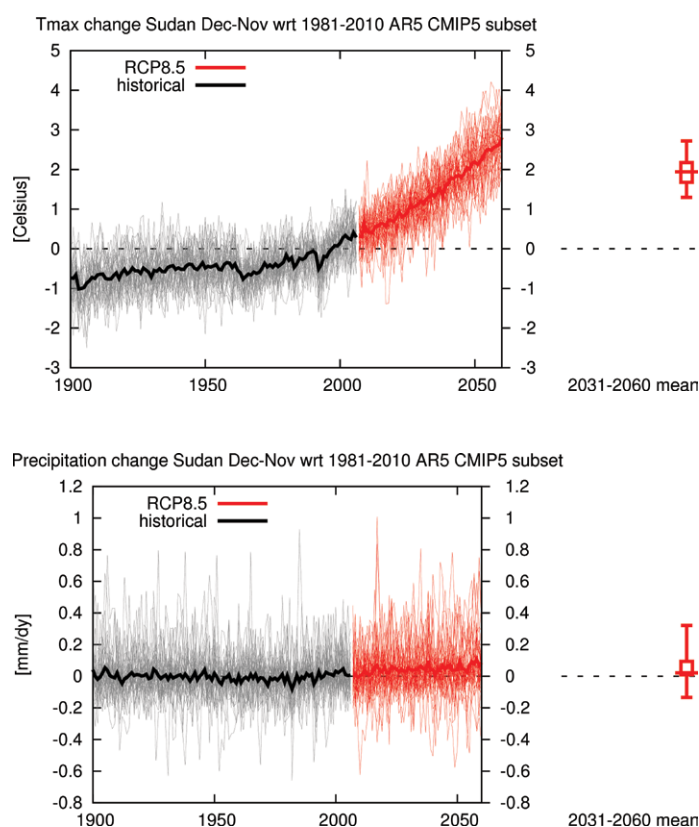 Tmax change Sudan Dec-Nov wrt 1981-2010 AR5 CMIP5 subset
5 5
RCP8.5
historical
4 4
3 3
2 2
[Celsius]
1 1
0 0
-1 -1
-2 -2
-3 -3
1900 1950 2000 2050 2031-2060 mean
Precipitation change Sudan Dec-Nov wrt 1981-2010 AR5 CMIP5 subset
1.2 1.2
RCP8.5
historical
1 1
0.8 0.8
0.6 0.6
0.4 0.4
[mm/dy]
0.2 0.2
0 0
-0.2 -0.2
-0.4 -0.4
-0.6 -0.6
-0.8 -0.8
1900 1950 2000 2050 2031-2060 mean